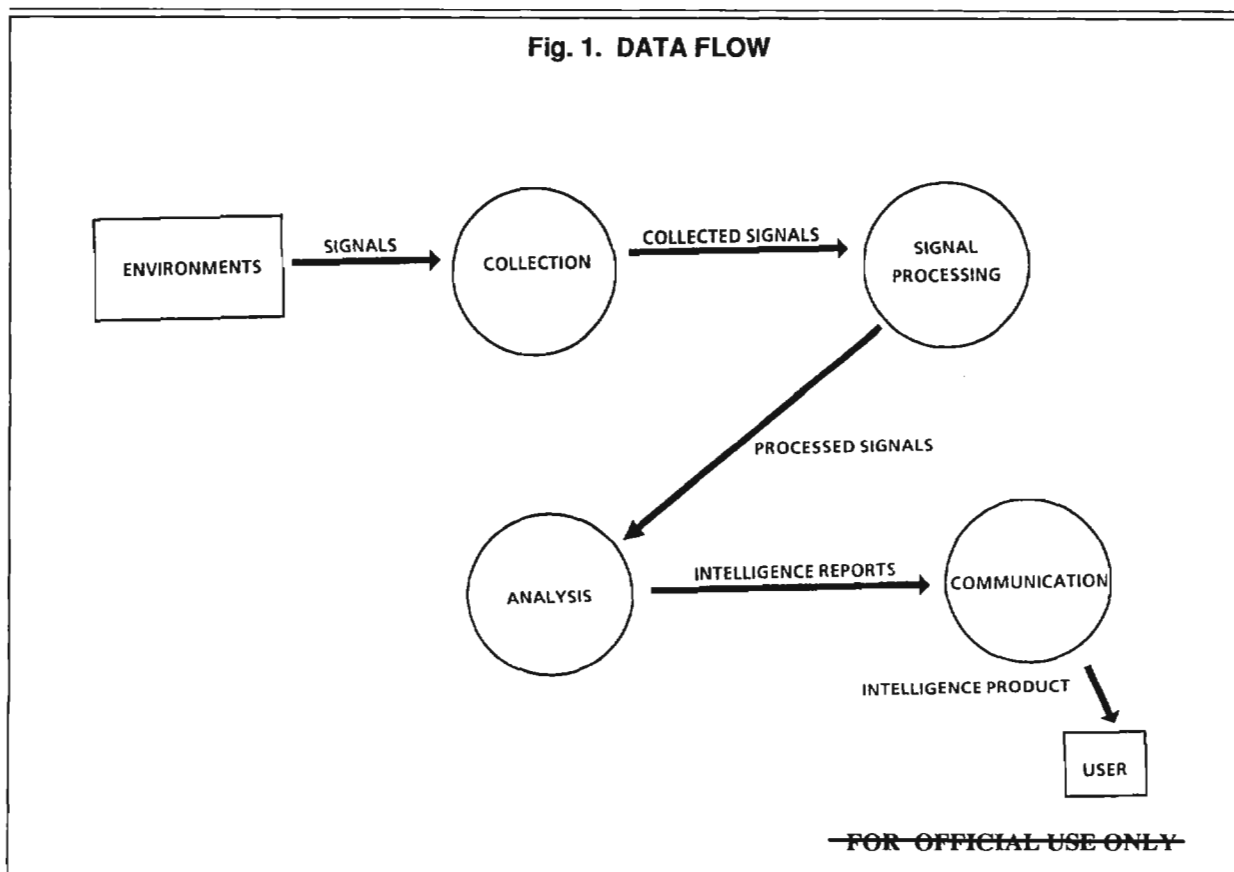 Fig. 1. DATA FLOW
ENVIRONMENTS
SIGNALS
COLLECTION
COLLECTED SIGNALS
SIGNAL
PROCESSING
PROCESSED SIGNALS
ANALYSIS
INTELLIGENCE REPORTS
COMMUNICATION
INTELLIGENCE PRODUCT
USER
FOR OFFICIAL USE ONLY